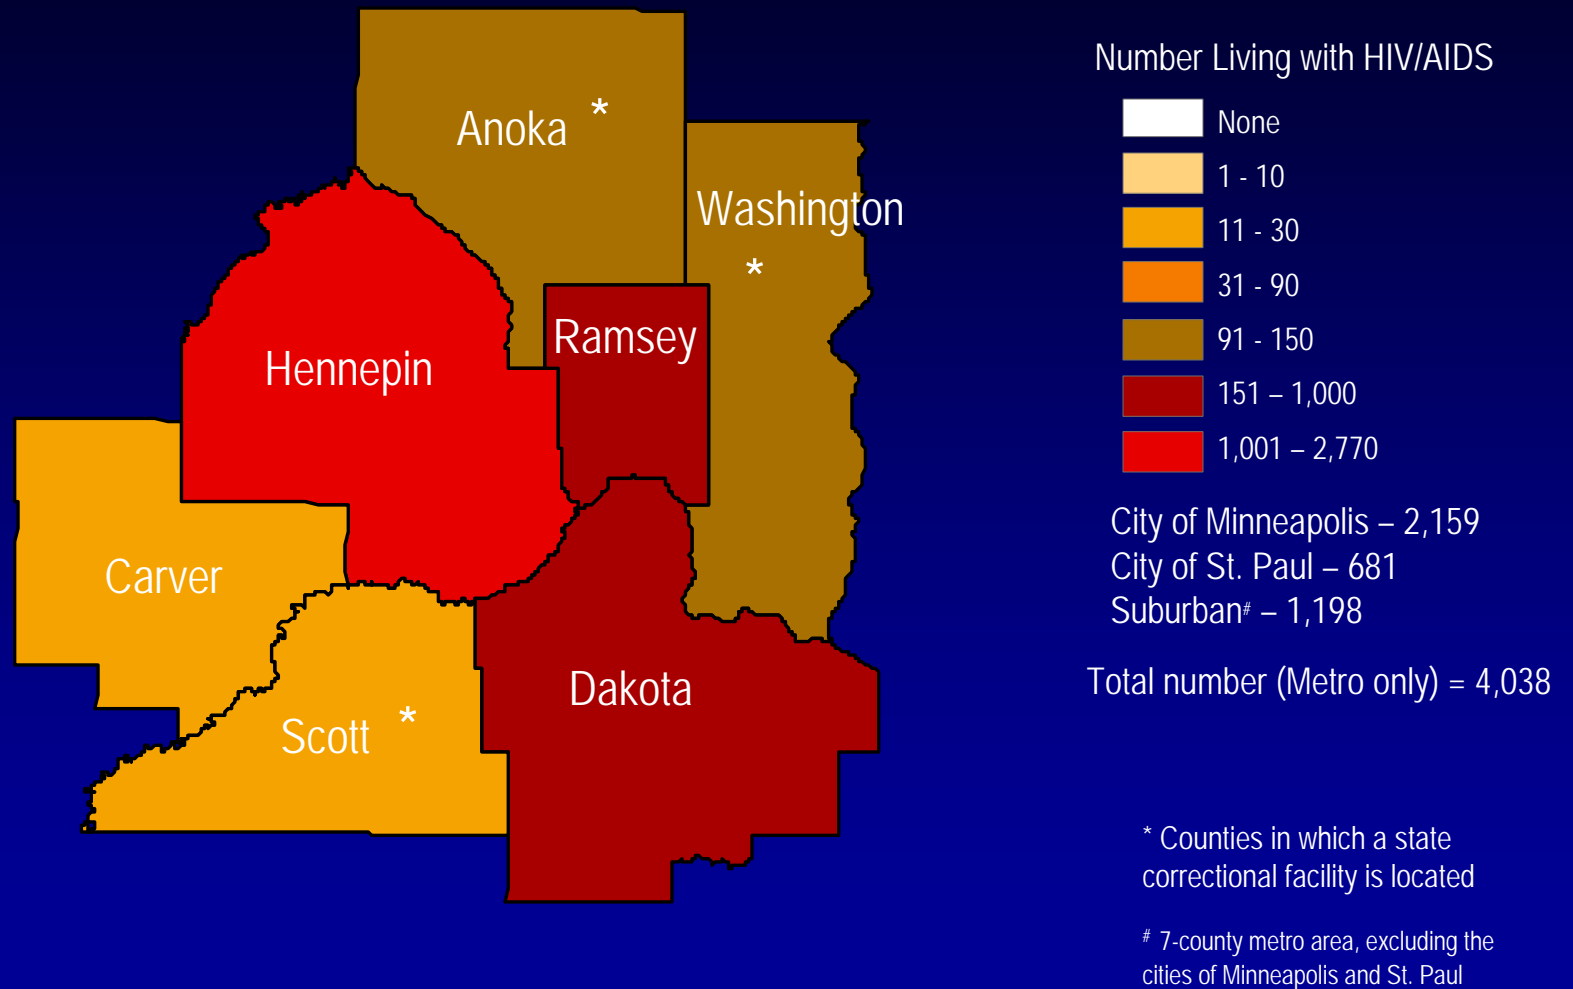 Anoka *
Washington
*
Ramsey
Hennepin
Carver
Dakota
Scott *
Number Living with HIV/AIDS
None
1 - 10
11 - 30
31 - 90
91 - 150
151 – 1,000
1,001 – 2,770
City of Minneapolis – 2,159
City of St. Paul – 681
Suburban# – 1,198
Total number (Metro only) = 4,038
* Counties in which a state
correctional facility is located
# 7-county metro area, excluding the
cities of Minneapolis and St. Paul